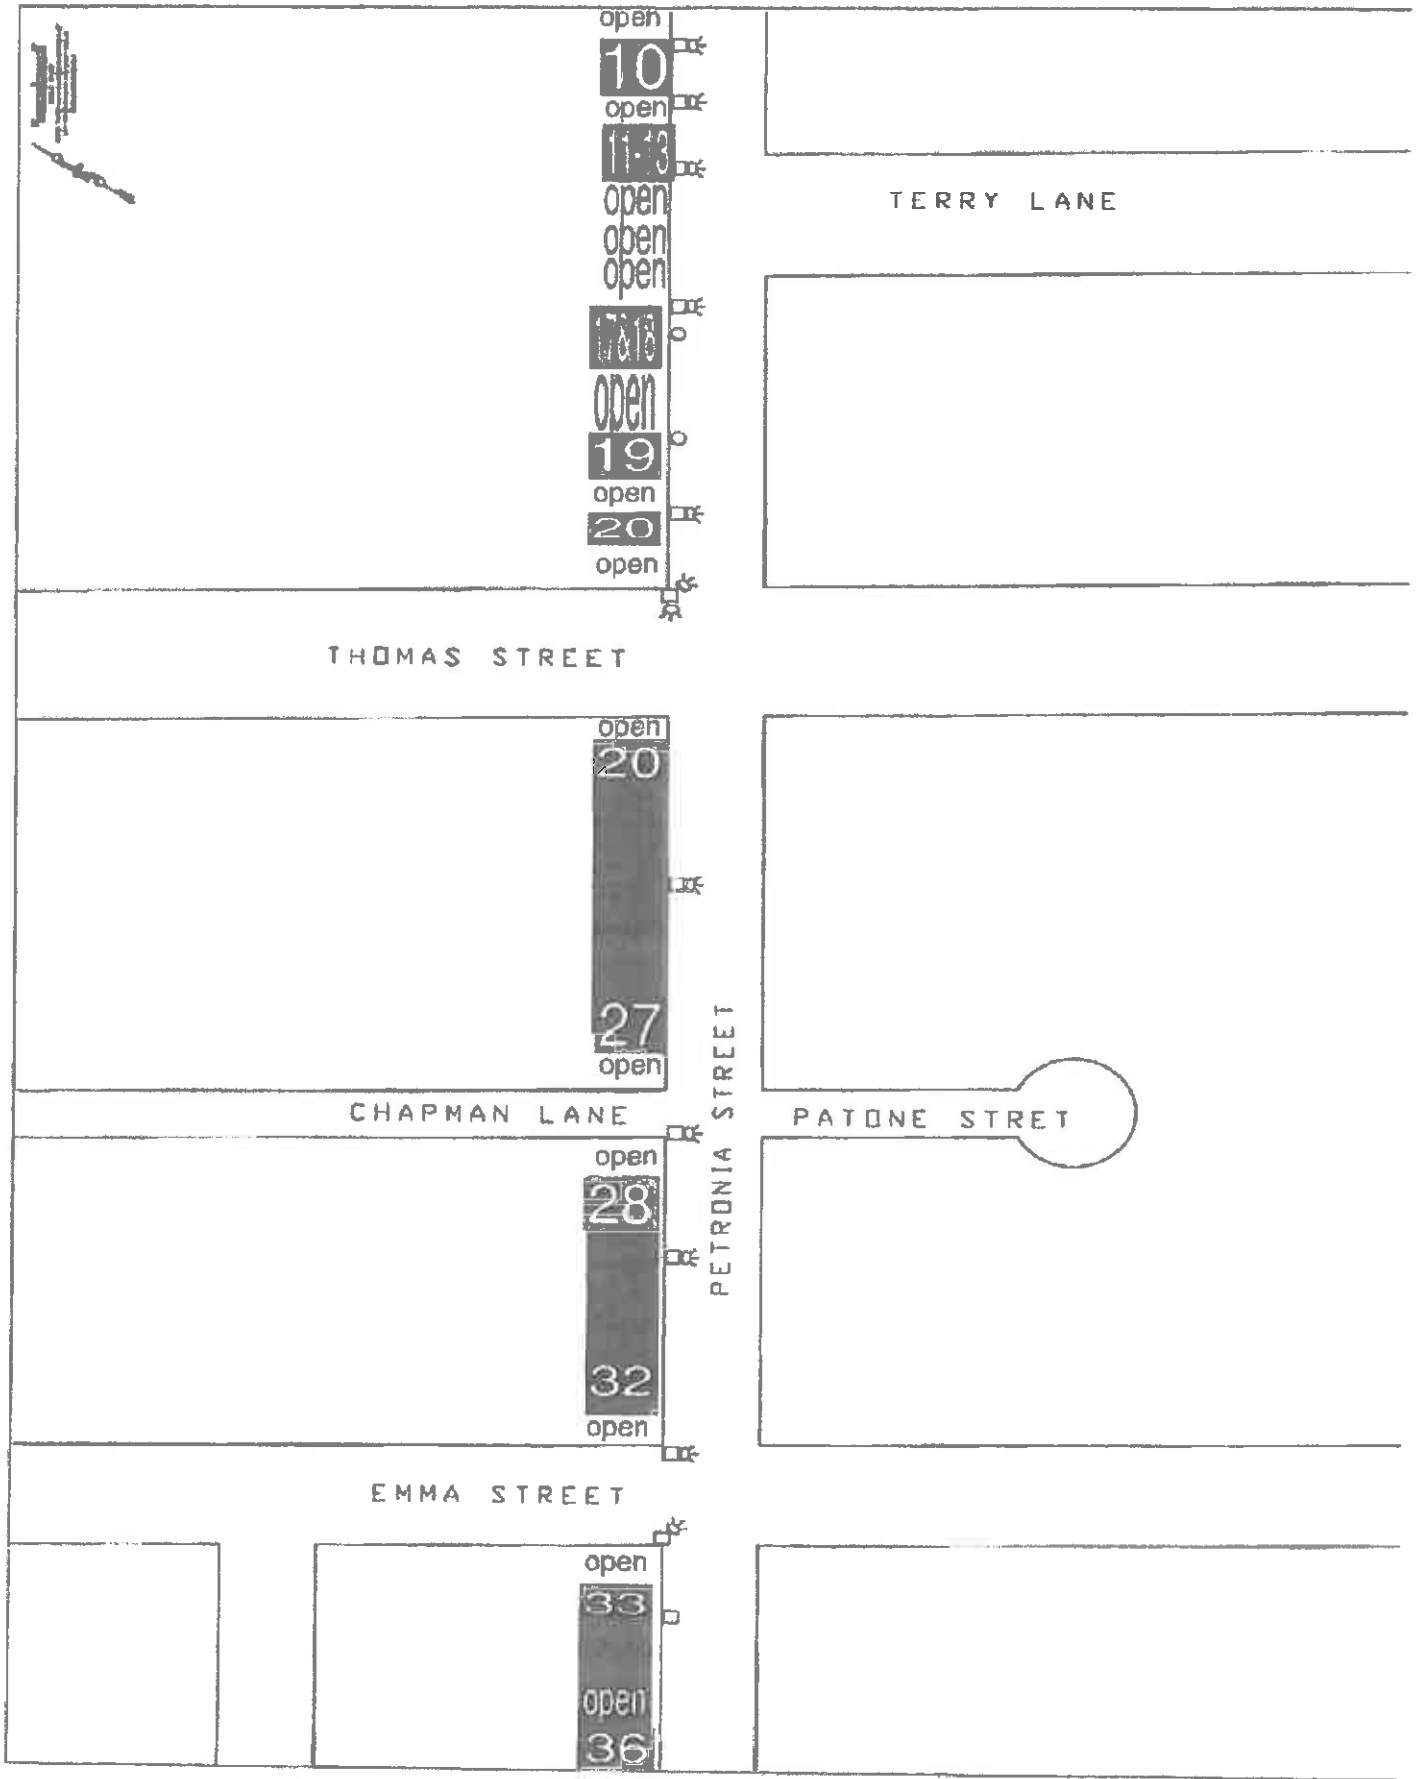 open
10
open
11-13
TERRY LANE
open
open
open
17&18
open
19
open
20
open
THOMAS STREET
open
20
27
open
PETRONIA STREET
CHAPMAN LANE
PATONE STRET
open
28
32
open
EMMA STREET
open
33
open
36